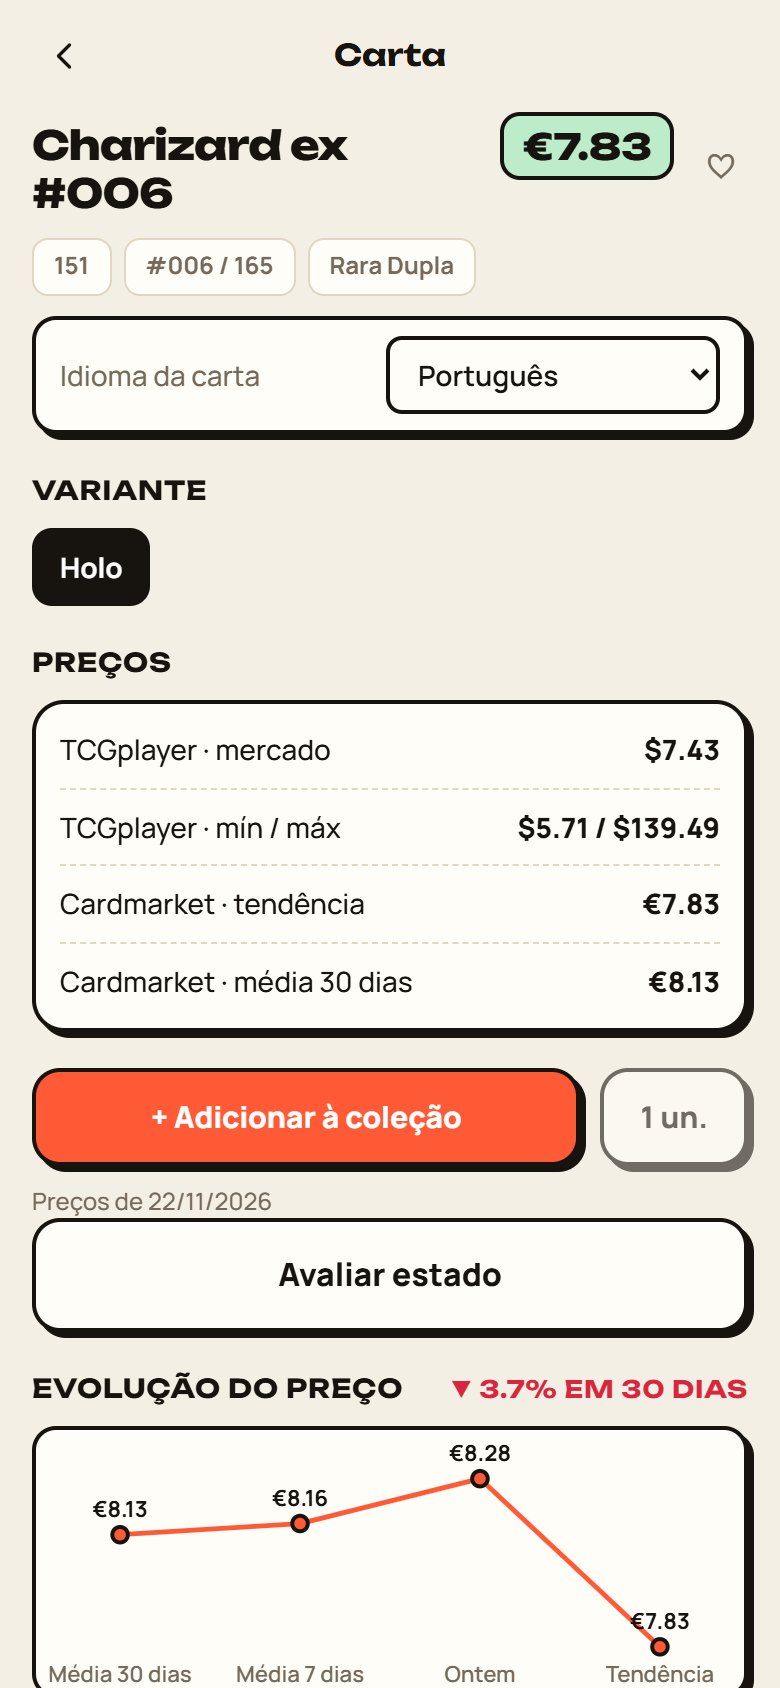 Carta
Charizard ex
#006
€7.83
151
#006 / 165
Rara Dupla
Idioma da carta
Português
VARIANTE
Holo
PREÇOS
TCGplayer · mercado
$7.43
TCGplayer · mín / máx
$5.71 / $139.49
Cardmarket · tendência
€7.83
Cardmarket · média 30 dias
€8.13
+ Adicionar à coleção
1 un.
Preços de 22/11/2026
Avaliar estado
EVOLUÇÃO DO PREÇO
▼ 3.7% EM 30 DIAS
€8.13
€8.16
€8.28
€7.83
Média 30 dias
Média 7 dias
Ontem
Tendência